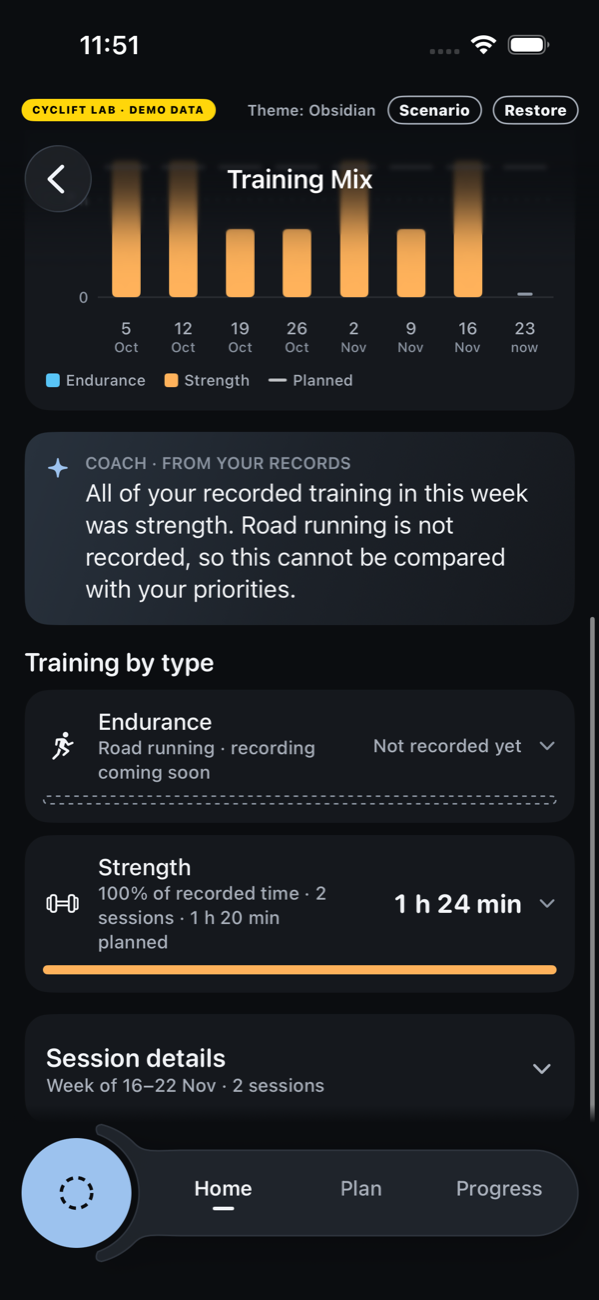 11:51
CYCLIFT LAB · DEMO DATA
Theme: Obsidian
Scenario
Restore
Training Mix
0
5 12 19 26 2 9 16 23
Oct Oct Oct Oct Nov Nov Nov now
Endurance Strength Planned
COACH · FROM YOUR RECORDS
All of your recorded training in this week
was strength. Road running is not
recorded, so this cannot be compared
with your priorities.
Training by type
Endurance
Road running · recording
coming soon
Not recorded yet
Strength
100% of recorded time · 2
sessions · 1 h 20 min
planned
1 h 24 min
Session details
Week of 16–22 Nov · 2 sessions
Home Plan Progress